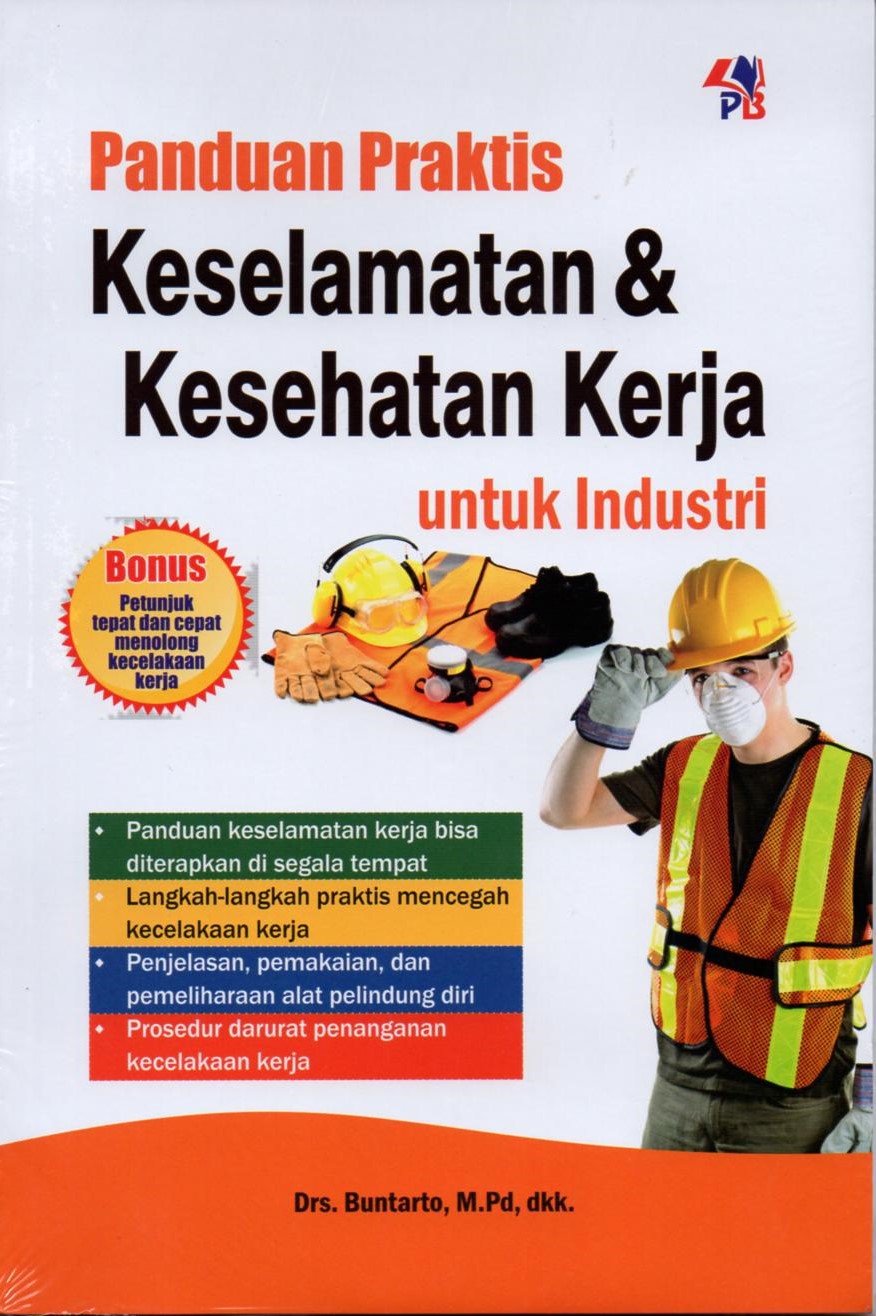 PB
Panduan Praktis
Keselamatan &
Kesehatan Kerja
untuk Industri
Bonus
Petunjuk
tepat dan cepat
menolong
kecelakaan
kerja
• Panduan keselamatan kerja bisa
diterapkan di segala tempat
• Langkah-langkah praktis mencegah
kecelakaan kerja
• Penjelasan, pemakaian, dan
pemeliharaan alat pelindung diri
• Prosedur darurat penanganan
kecelakaan kerja
Drs. Buntarto, M.Pd, dkk.